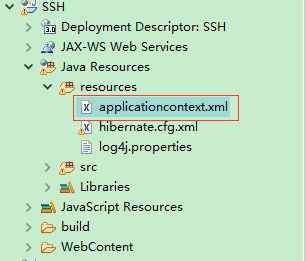 SSH
Deployment Descriptor: SSH
JAX-WS Web Services
Java Resources
resources
applicationcontext.xml
hibernate.cfg.xml
log4j.properties
src
Libraries
JavaScript Resources
build
WebContent